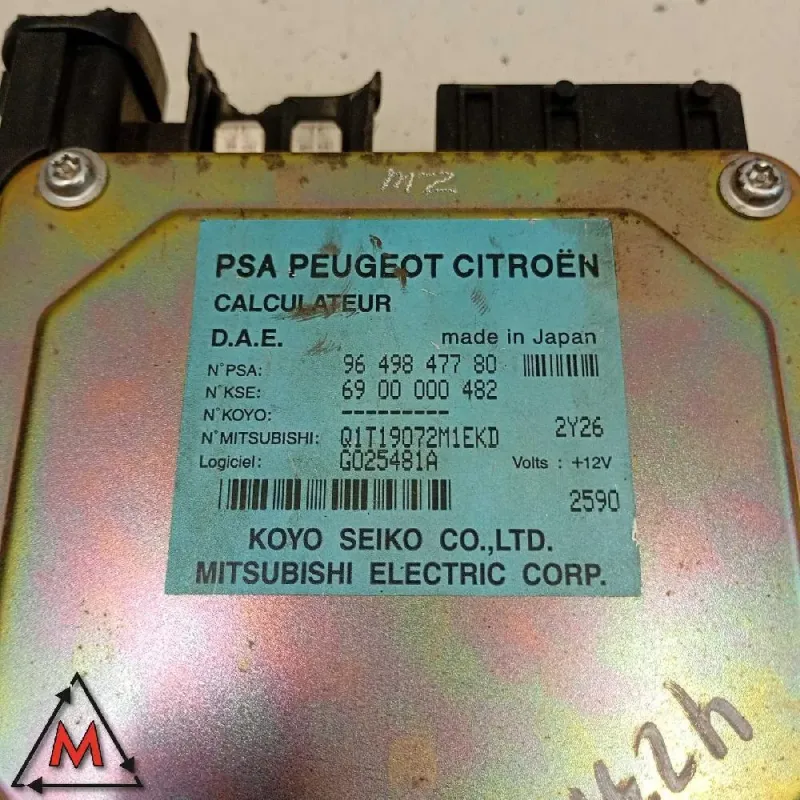 MZ
PSA PEUGEOT CITROËN
CALCULATEUR
D.A.E. made in Japan
N°PSA: 96 498 477 80
N°KSE: 69 00 000 482
N°KOYO: ---------
N°MITSUBISHI: Q1T19072M1EKD 2Y26
Logiciel: G025481A Volts : +12V
2590
KOYO SEIKO CO.,LTD.
MITSUBISHI ELECTRIC CORP.
M